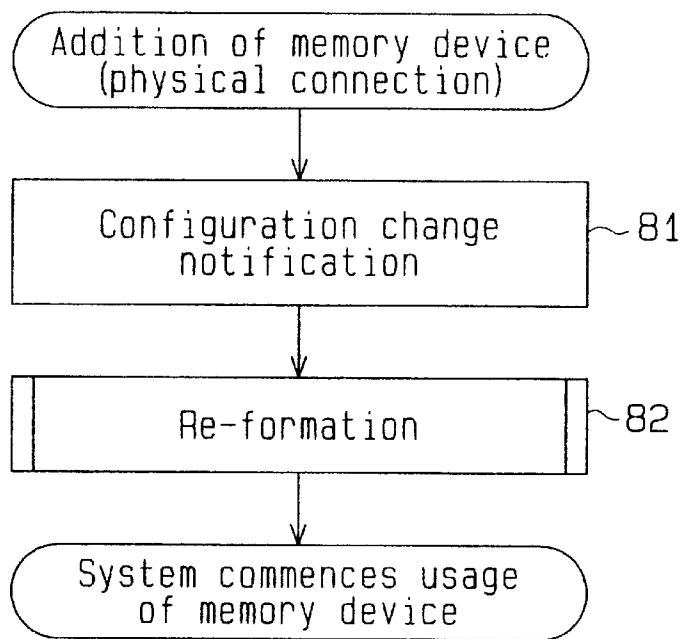 Addition of memory device
(physical connection)
Configuration change
notification
81
Re-formation
82
System commences usage
of memory device